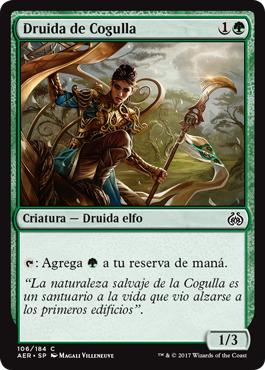 Druida de Cogulla 1
Criatura — Druida elfo
: Agrega a tu reserva de maná.
“La naturaleza salvaje de la Cogulla es
un santuario a la vida que vio alzarse a
los primeros edificios”.
1/3
106/184 C
AER • SP Magali Villeneuve
™ & © 2017 Wizards of the Coast